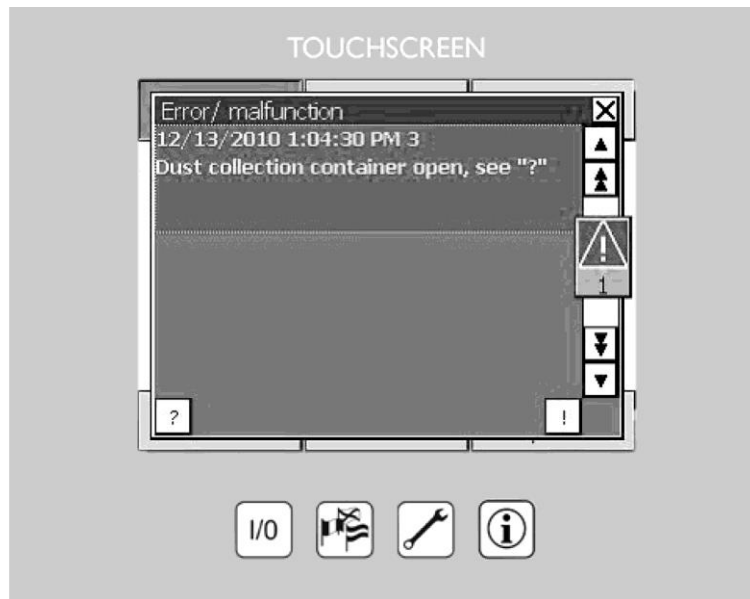 TOUCHSCREEN
Error/ malfunction
12/13/2010 1:04:30 PM 3
Dust collection container open, see "?"
1
?
!
I/0